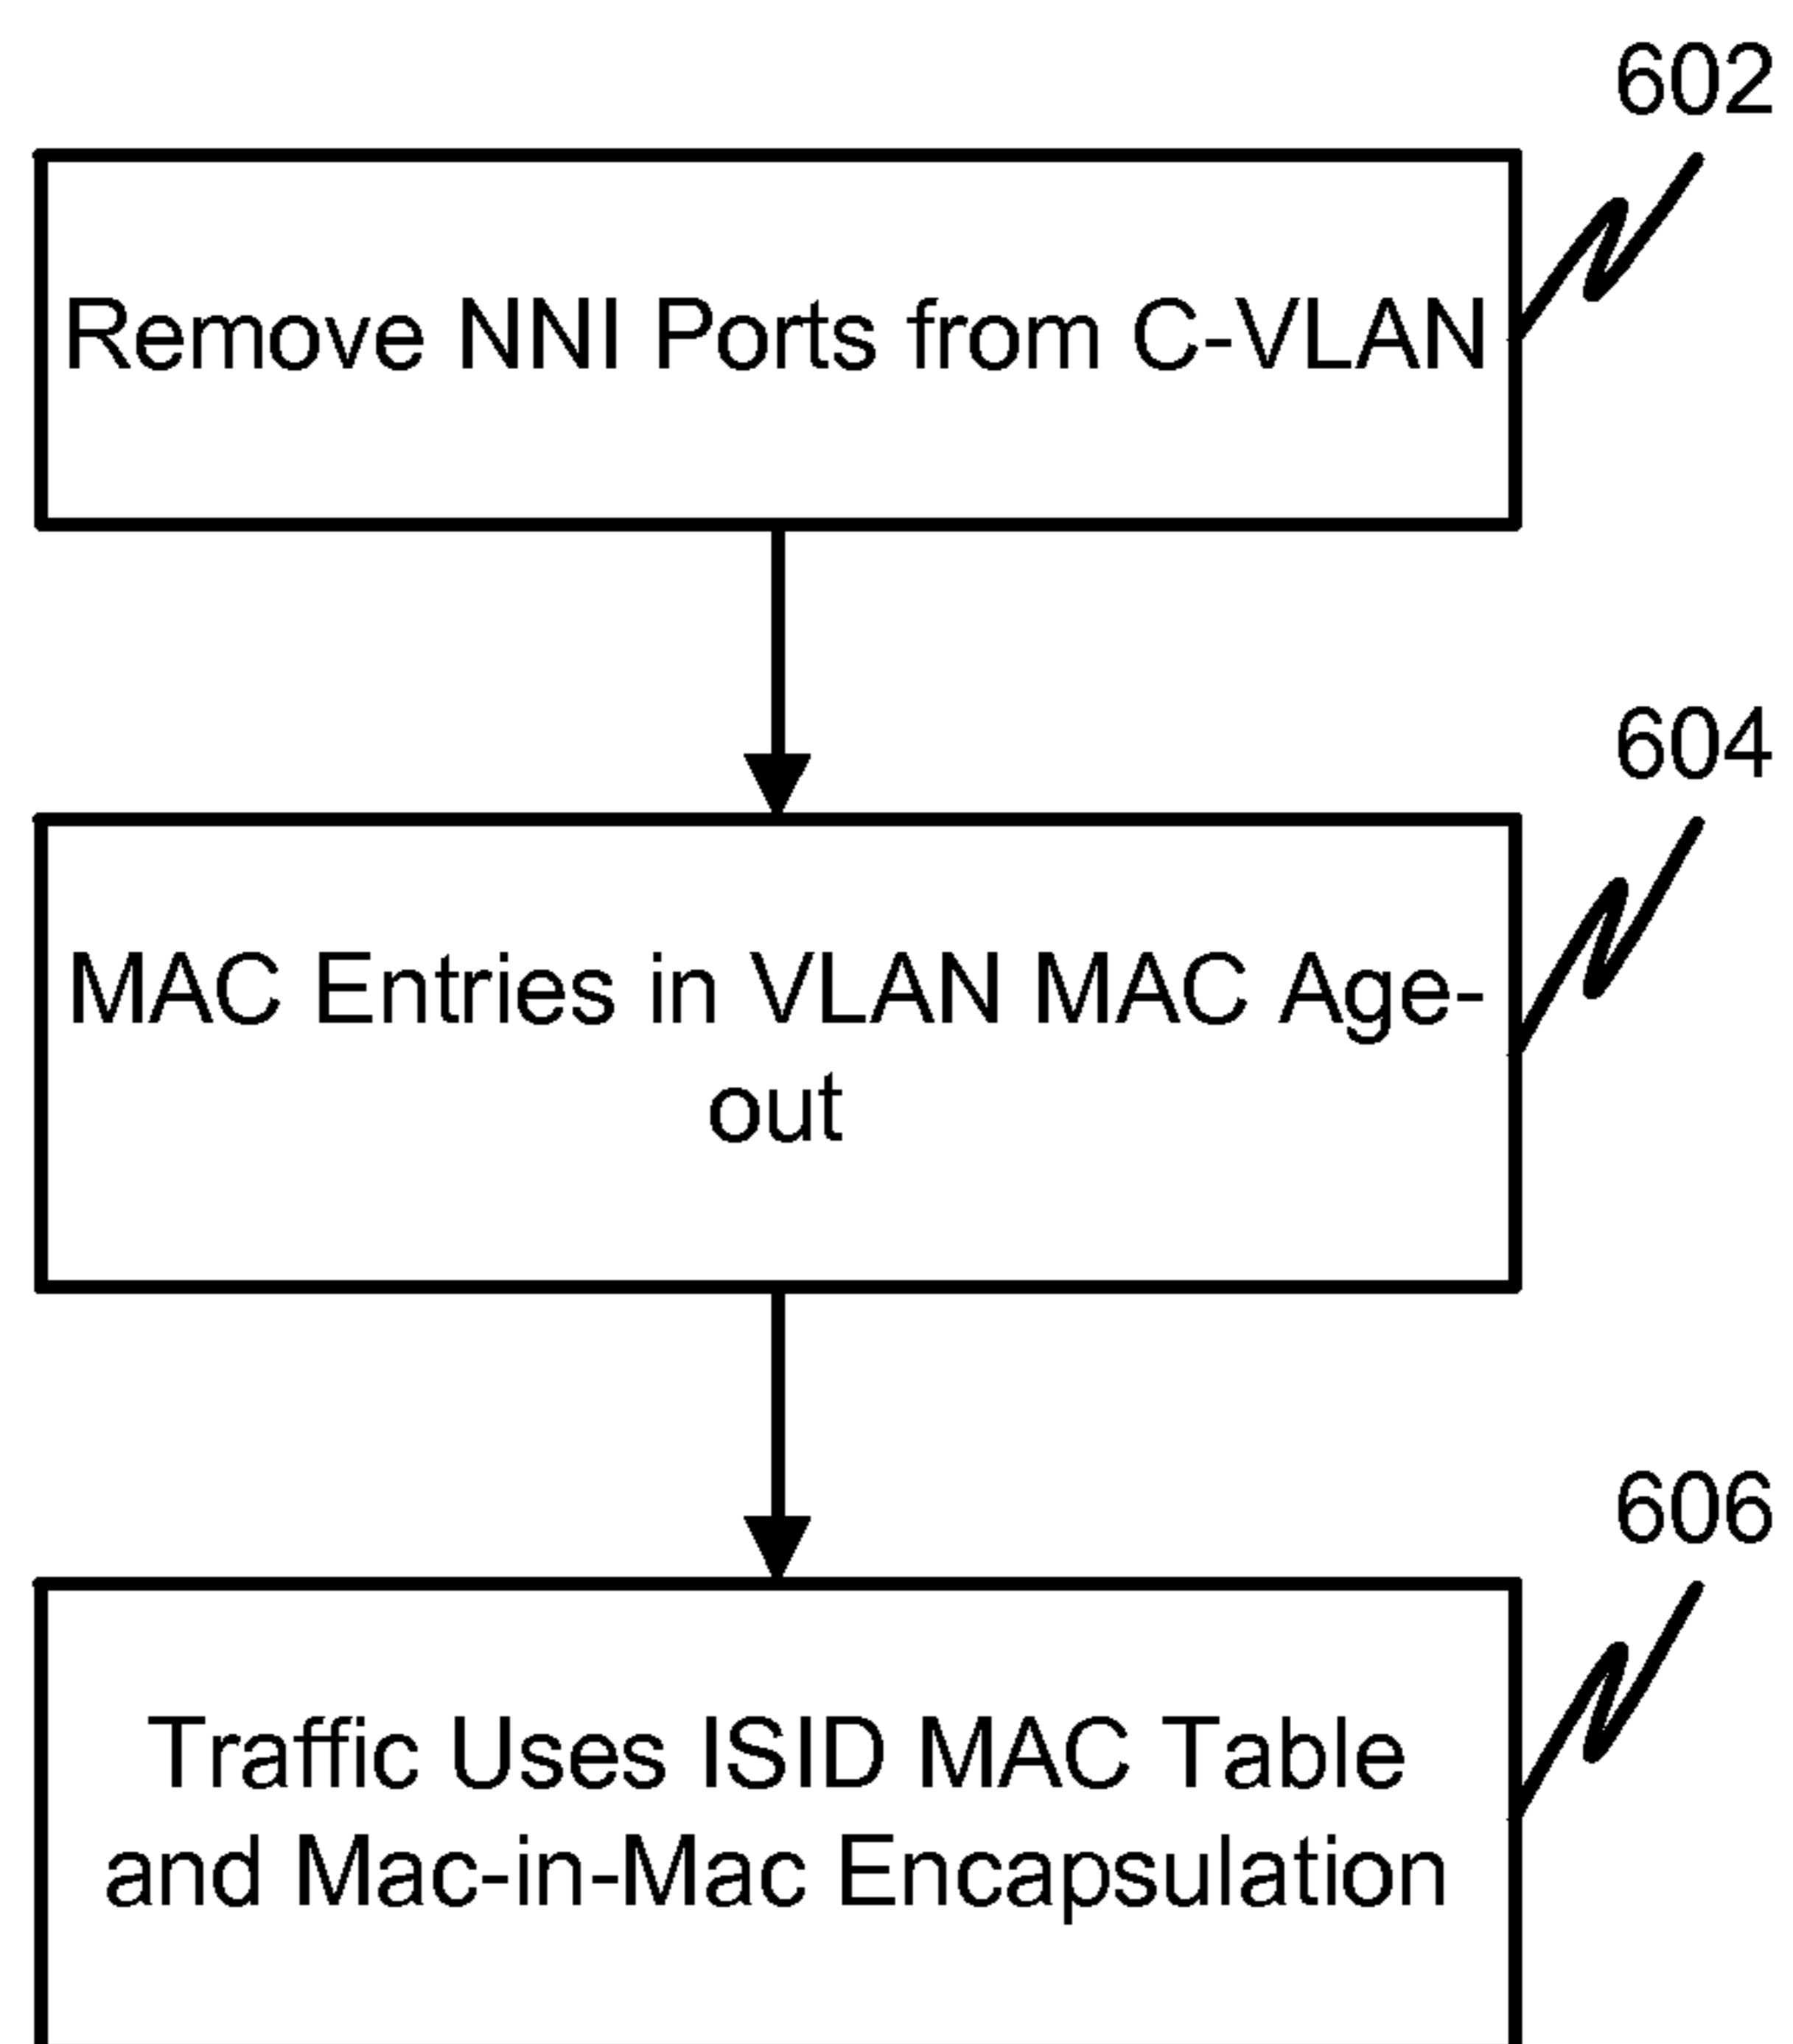 602
Remove NNI Ports from C-VLAN
604
MAC Entries in VLAN MAC Age-
out
606
Traffic Uses ISID MAC Table
and Mac-in-Mac Encapsulation